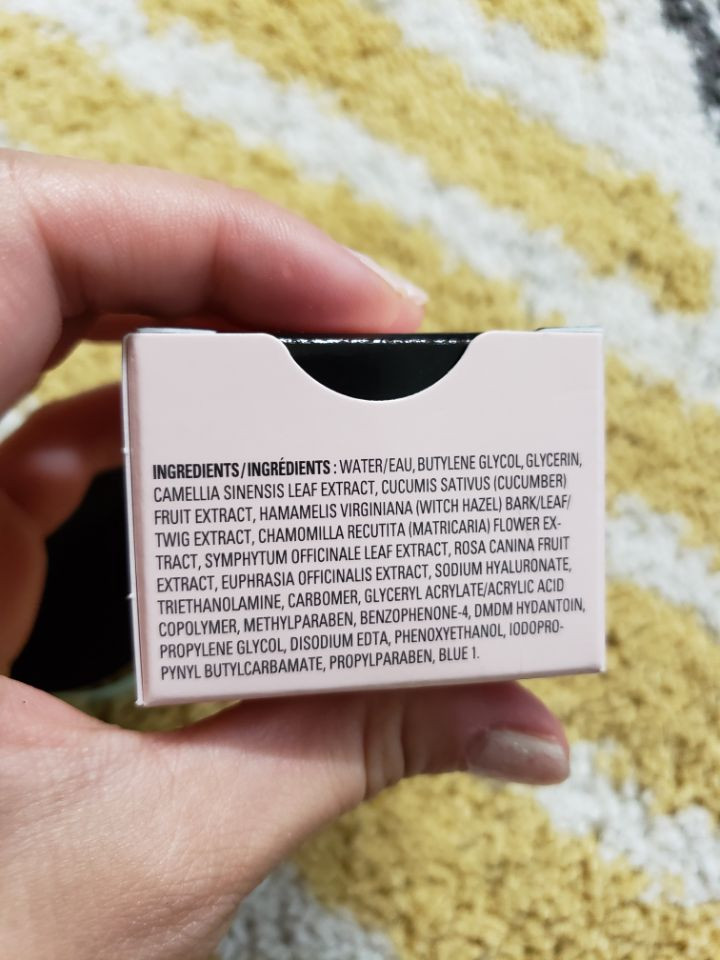 INGREDIENTS/INGRÉDIENTS : WATER/EAU, BUTYLENE GLYCOL, GLYCERIN,
CAMELLIA SINENSIS LEAF EXTRACT, CUCUMIS SATIVUS (CUCUMBER)
FRUIT EXTRACT, HAMAMELIS VIRGINIANA (WITCH HAZEL) BARK/LEAF/
TWIG EXTRACT, CHAMOMILLA RECUTITA (MATRICARIA) FLOWER EX-
TRACT, SYMPHYTUM OFFICINALE LEAF EXTRACT, ROSA CANINA FRUIT
EXTRACT, EUPHRASIA OFFICINALIS EXTRACT, SODIUM HYALURONATE,
TRIETHANOLAMINE, CARBOMER, GLYCERYL ACRYLATE/ACRYLIC ACID
COPOLYMER, METHYLPARABEN, BENZOPHENONE-4, DMDM HYDANTOIN,
PROPYLENE GLYCOL, DISODIUM EDTA, PHENOXYETHANOL, IODOPRO-
PYNYL BUTYLCARBAMATE, PROPYLPARABEN, BLUE 1.